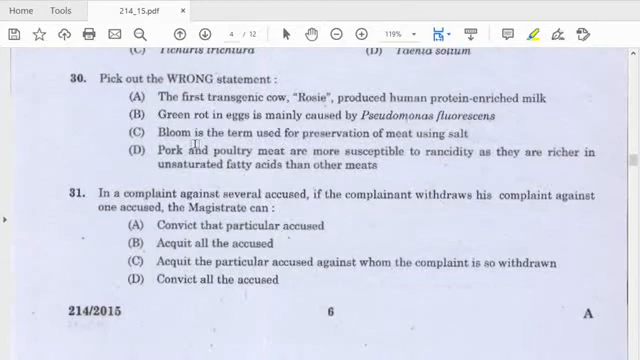 Home Tools 214_15.pdf
4 / 12 119%
(C) Tichuris trichiura (D) Taenia solium
30. Pick out the WRONG statement :
(A) The first transgenic cow, "Rosie", produced human protein-enriched milk
(B) Green rot in eggs is mainly caused by Pseudomonas fluorescens
(C) Bloom is the term used for preservation of meat using salt
(D) Pork and poultry meat are more susceptible to rancidity as they are richer in
unsaturated fatty acids than other meats
31. In a complaint against several accused, if the complainant withdraws his complaint against
one accused, the Magistrate can :
(A) Convict that particular accused
(B) Acquit all the accused
(C) Acquit the particular accused against whom the complaint is so withdrawn
(D) Convict all the accused
214/2015 6 A